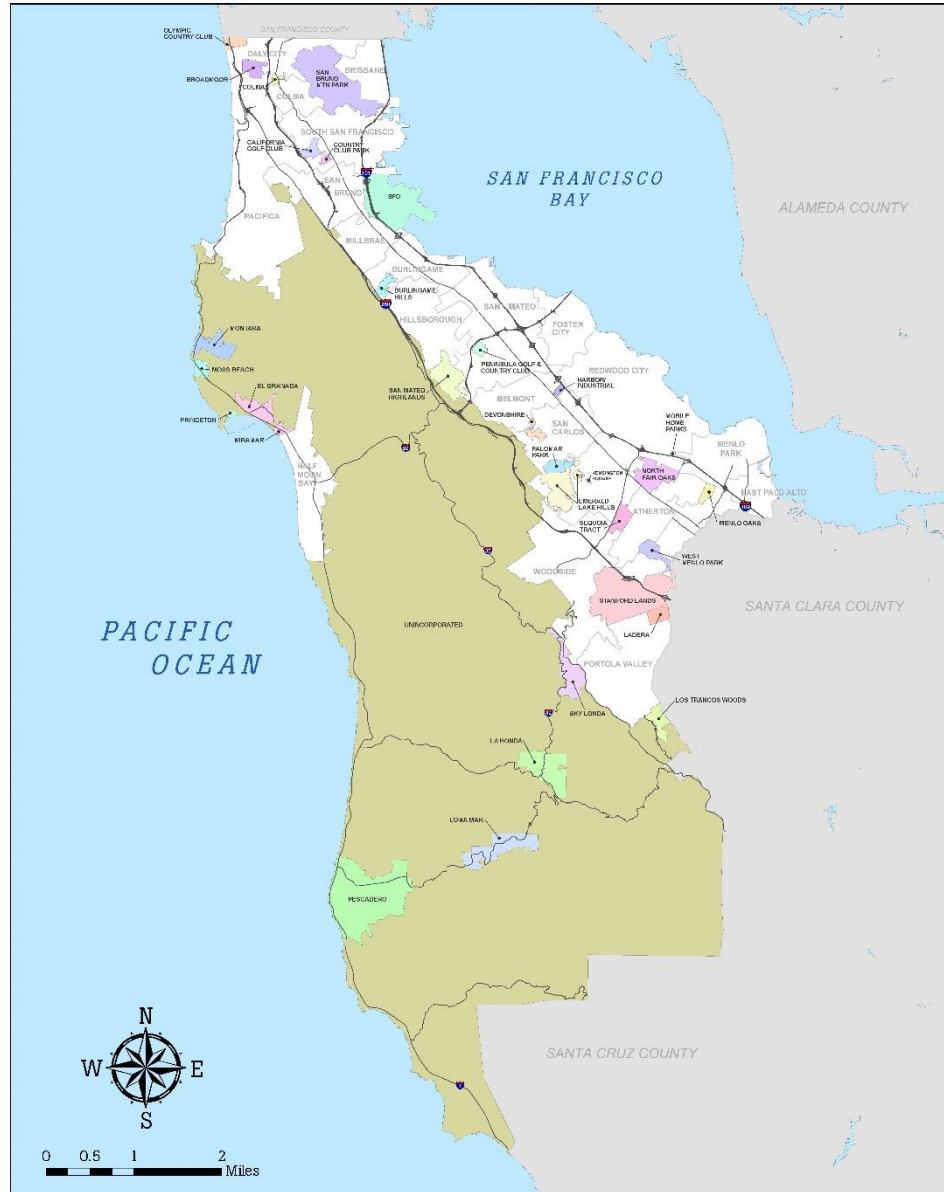 OLYMPIC
COUNTRY CLUB
SAN FRANCISCO COUNTY
DALY CITY
BROADMOOR
COLMA
COLMA
SAN
BRUNO
MTN PARK
BRISBANE
SOUTH SAN FRANCISCO
CALIFORNIA
GOLF CLUB
COUNTRY
CLUB PARK
SAN
BRUNO
101
SFO
SAN FRANCISCO
BAY
ALAMEDA COUNTY
PACIFICA
MILLBRAE
BURLINGAME
BURLINGAME
HILLS
280
HILLSBOROUGH
SAN MATEO
FOSTER
CITY
MONTARA
MOSS BEACH
EL GRANADA
PRINCETON
MIRAMAR
PENINSULA GOLF &
COUNTRY CLUB
SAN MATEO
HIGHLANDS
HARBOR/
INDUSTRIAL
REDWOOD CITY
BELMONT
DEVONSHIRE
SAN
CARLOS
MOBILE
HOME
PARKS
MENLO
PARK
HALF
MOON
BAY
PALOMAR
PARK
KENSINGTON
SQUARE
NORTH
FAIR OAKS
EAST PALO ALTO
EMERALD
LAKE HILLS
SEQUOIA
TRACT
ATHERTON
MENLO OAKS
WEST
MENLO PARK
WOODSIDE
STANFORD LANDS
LADERA
SANTA CLARA COUNTY
UNINCORPORATED
PACIFIC
OCEAN
PORTOLA VALLEY
SKY LONDA
LOS TRANCOS WOODS
LA HONDA
LOMA MAR
PESCADERO
SANTA CRUZ COUNTY
N
W E
S
0 0.5 1 2
Miles